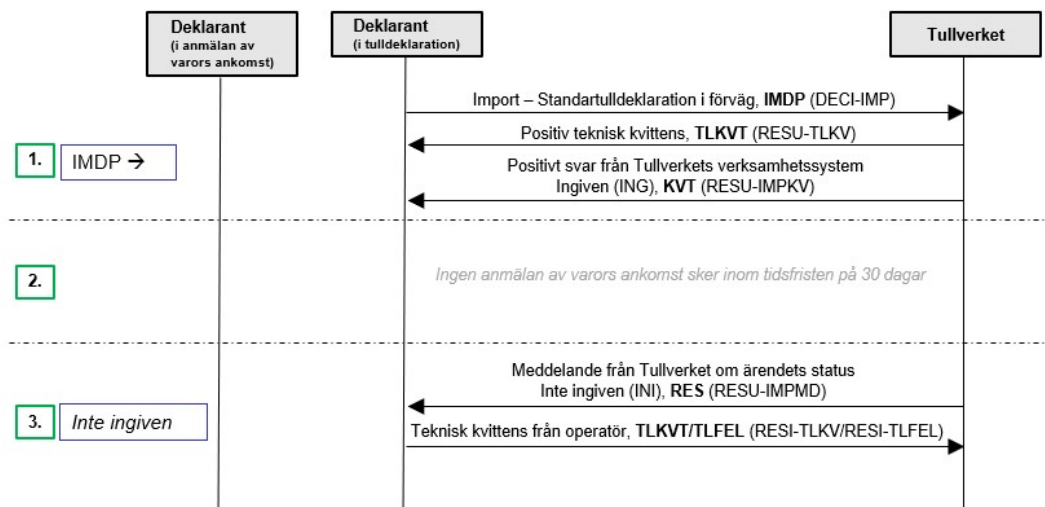 Deklarant
(i anmälan av
varors ankomst)
Deklarant
(i tulldeklaration)
Tullverket
Import – Standartulldeklaration i förväg, IMDP (DECI-IMP)
Positiv teknisk kvittens, TLKVT (RESU-TLKV)
1.
IMDP →
Positivt svar från Tullverkets verksamhetssystem
Ingiven (ING), KVT (RESU-IMPKV)
2.
Ingen anmälan av varors ankomst sker inom tidsfristen på 30 dagar
Meddelande från Tullverket om ärendets status
Inte ingiven (INI), RES (RESU-IMPMD)
3.
Inte ingiven
Teknisk kvittens från operatör, TLKVT/TLFEL (RESI-TLKV/RESI-TLFEL)